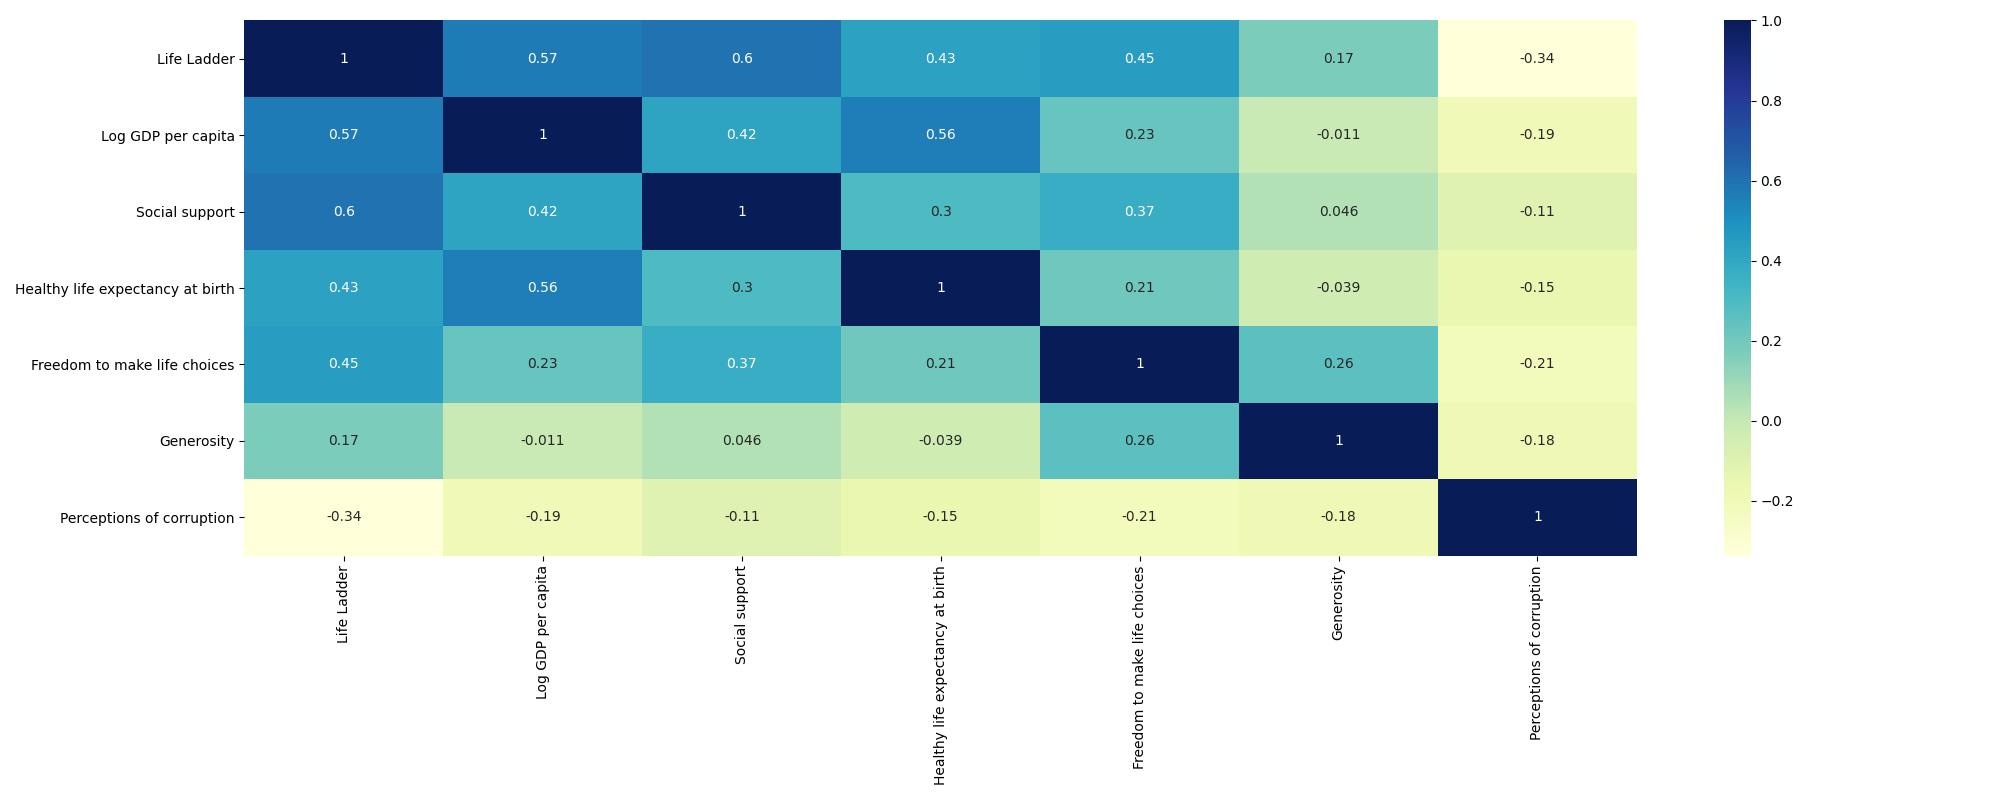 Life Ladder 1 0.57 0.6 0.43 0.45 0.17 -0.34
Log GDP per capita 0.57 1 0.42 0.56 0.23 -0.011 -0.19
Social support 0.6 0.42 1 0.3 0.37 0.046 -0.11
Healthy life expectancy at birth 0.43 0.56 0.3 1 0.21 -0.039 -0.15
Freedom to make life choices 0.45 0.23 0.37 0.21 1 0.26 -0.21
Generosity 0.17 -0.011 0.046 -0.039 0.26 1 -0.18
Perceptions of corruption -0.34 -0.19 -0.11 -0.15 -0.21 -0.18 1
Life Ladder
Log GDP per capita
Social support
Healthy life expectancy at birth
Freedom to make life choices
Generosity
Perceptions of corruption
1.0
0.8
0.6
0.4
0.2
0.0
−0.2